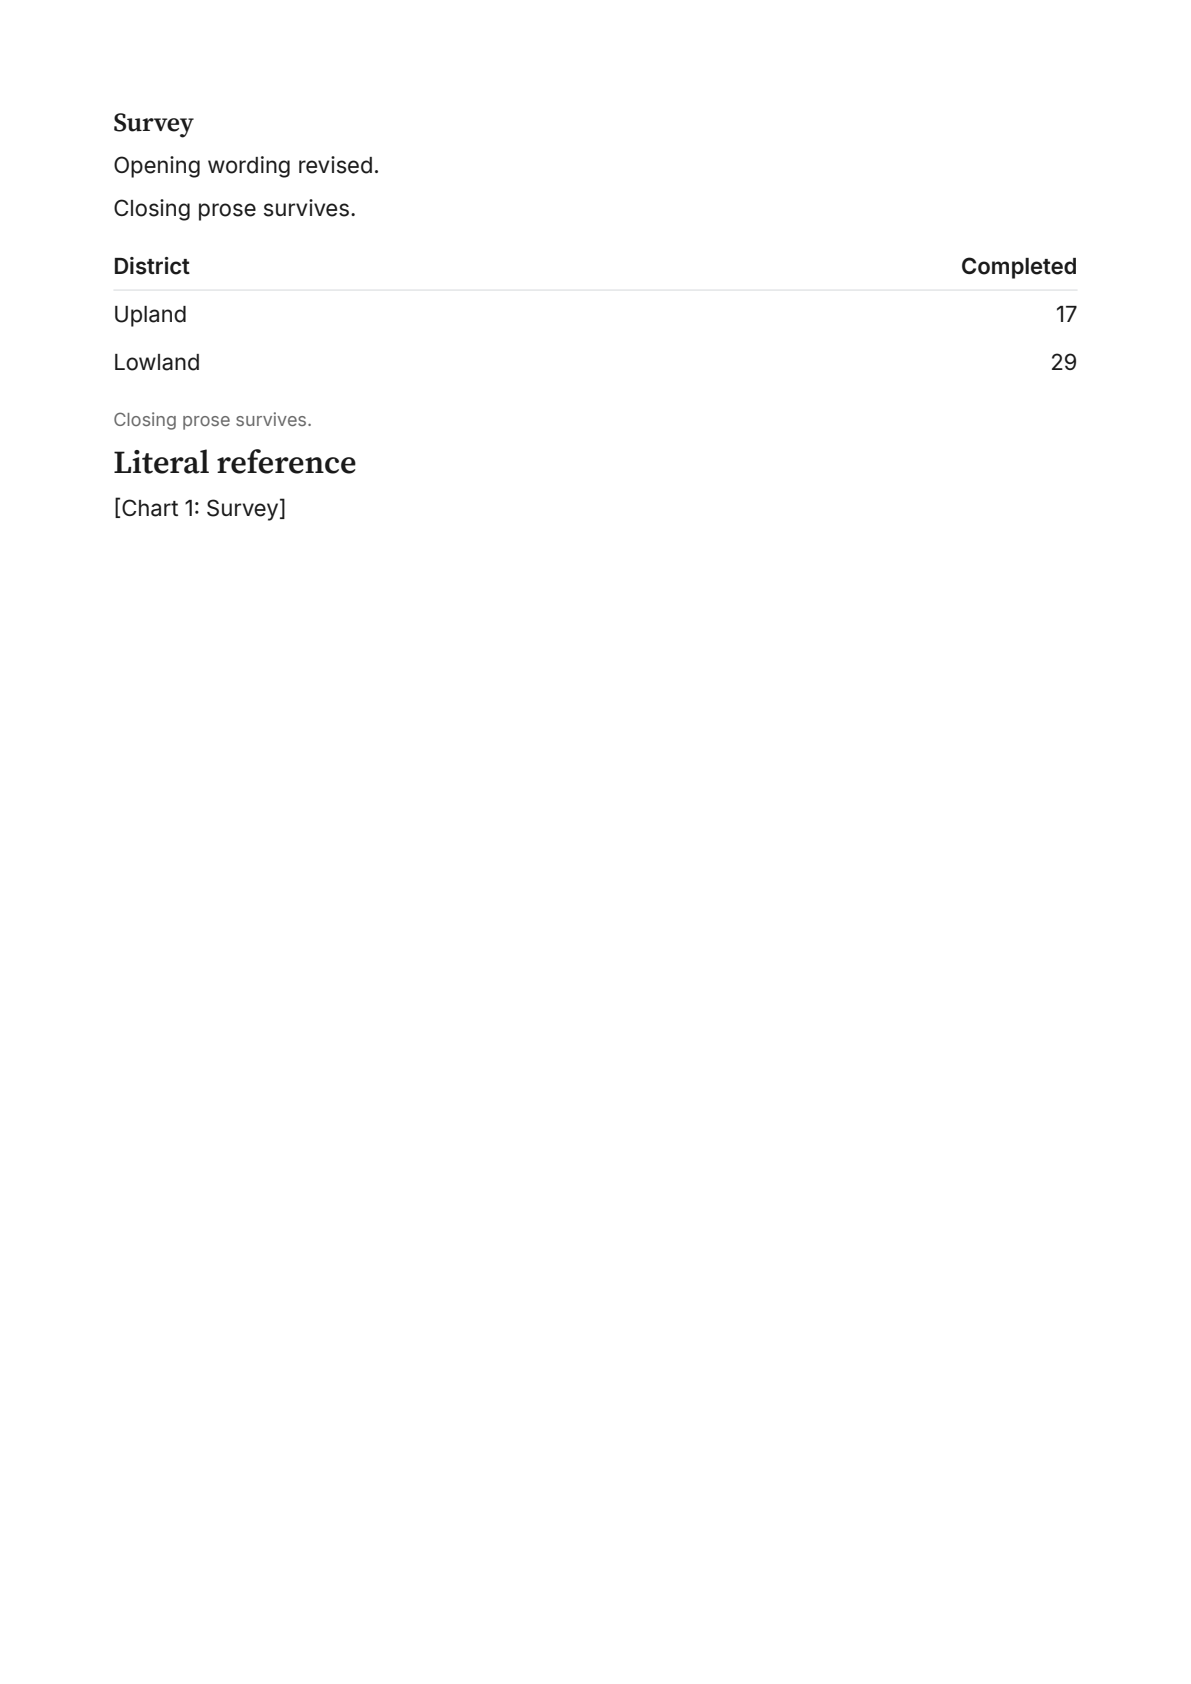 Survey
Opening wording revised.
Closing prose survives.
District Completed
Upland 17
Lowland 29
Closing prose survives.
Literal reference
[Chart 1: Survey]